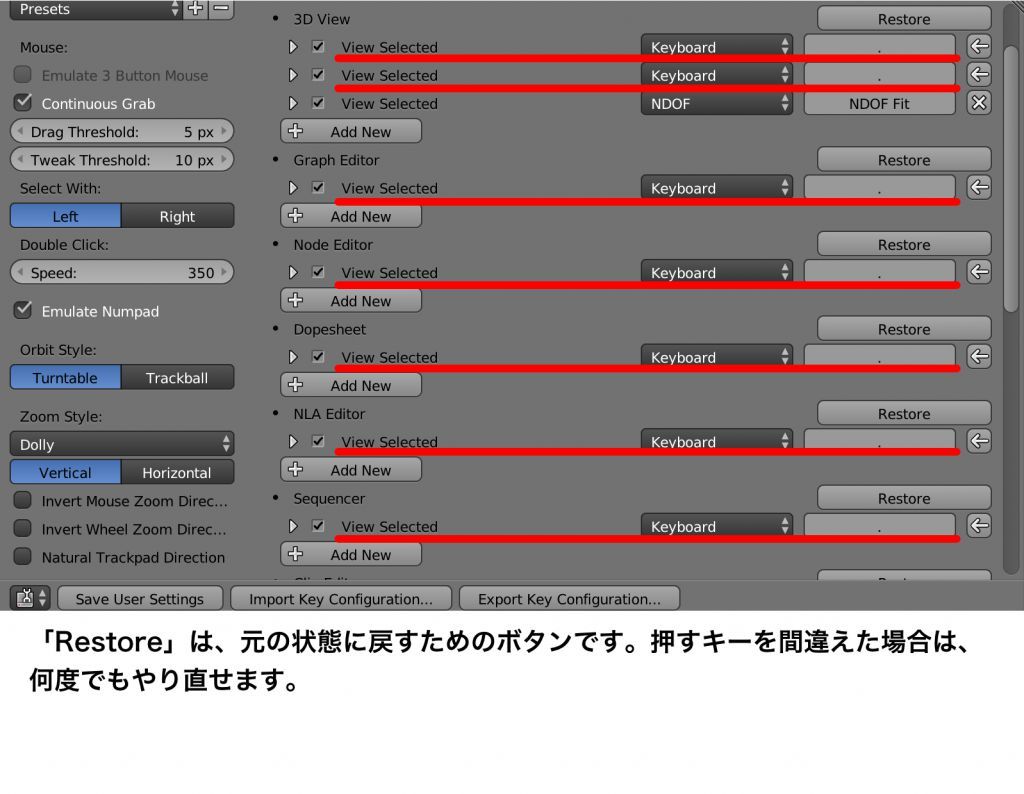 Presets
Mouse:
Emulate 3 Button Mouse
Continuous Grab
Drag Threshold: 5 px
Tweak Threshold: 10 px
Select With:
Left Right
Double Click:
Speed: 350
Emulate Numpad
Orbit Style:
Turntable Trackball
Zoom Style:
Dolly
Vertical Horizontal
Invert Mouse Zoom Direc...
Invert Wheel Zoom Direc...
Natural Trackpad Direction
3D View Restore
View Selected Keyboard .
View Selected Keyboard .
View Selected NDOF NDOF Fit
Add New
Graph Editor Restore
View Selected Keyboard .
Add New
Node Editor Restore
View Selected Keyboard .
Add New
Dopesheet Restore
View Selected Keyboard .
Add New
NLA Editor Restore
View Selected Keyboard .
Add New
Sequencer Restore
View Selected Keyboard .
Add New
Save User Settings Import Key Configuration... Export Key Configuration...
「Restore」は、元の状態に戻すためのボタンです。押すキーを間違えた場合は、
何度でもやり直せます。